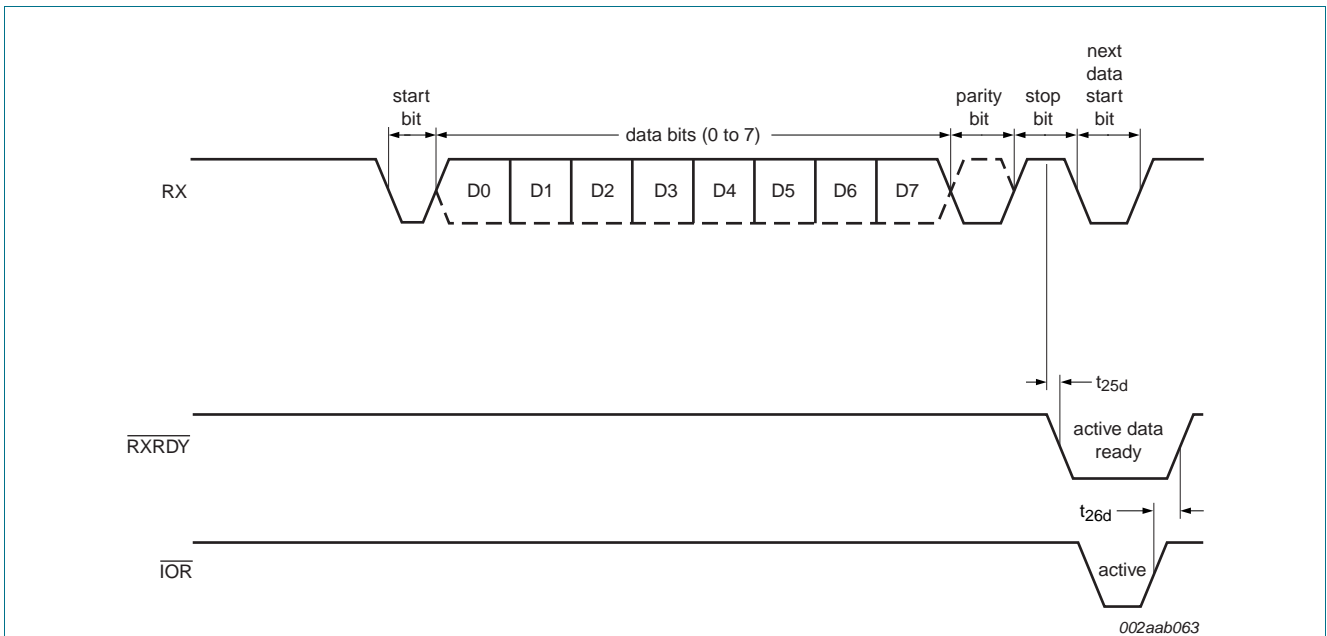 next
data
start
bit
start
bit
parity
bit
stop
bit
data bits (0 to 7)
RX
D0 D1 D2 D3 D4 D5 D6 D7
t25d
RXRDY
active data
ready
t26d
IOR
active
002aab063